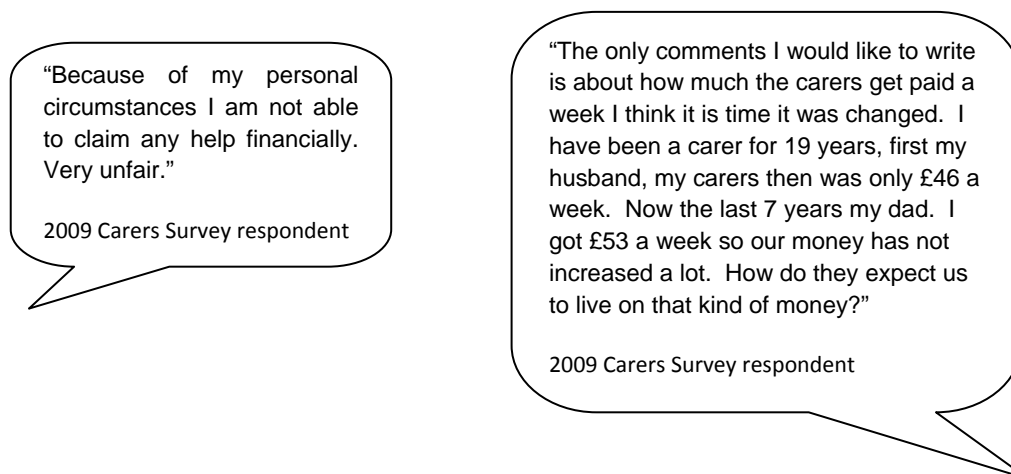 “Because of my personal
circumstances I am not able
to claim any help financially.
Very unfair.”
2009 Carers Survey respondent
“The only comments I would like to write
is about how much the carers get paid a
week I think it is time it was changed.  I
have been a carer for 19 years, first my
husband, my carers then was only £46 a
week.  Now the last 7 years my dad.  I
got £53 a week so our money has not
increased a lot.  How do they expect us
to live on that kind of money?”
2009 Carers Survey respondent